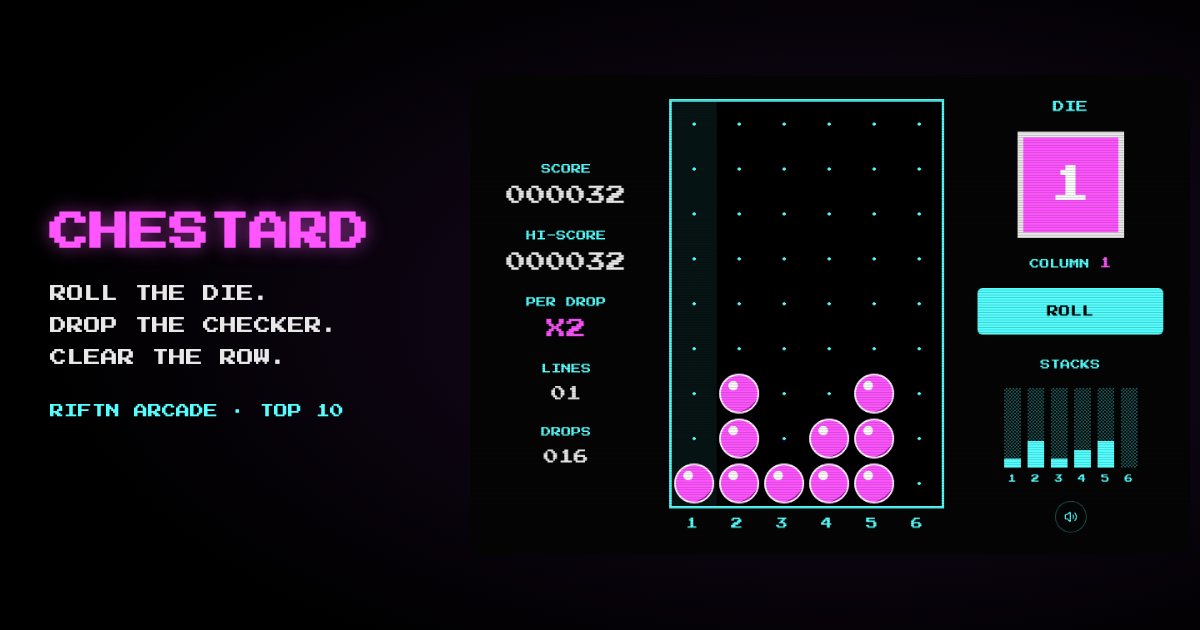 CHESTARD
ROLL THE DIE.
DROP THE CHECKER.
CLEAR THE ROW.
RIFTN ARCADE · TOP 10
SCORE
000032
HI-SCORE
000032
PER DROP
X2
LINES
01
DROPS
016
1 2 3 4 5 6
DIE
1
COLUMN 1
ROLL
STACKS
1 2 3 4 5 6